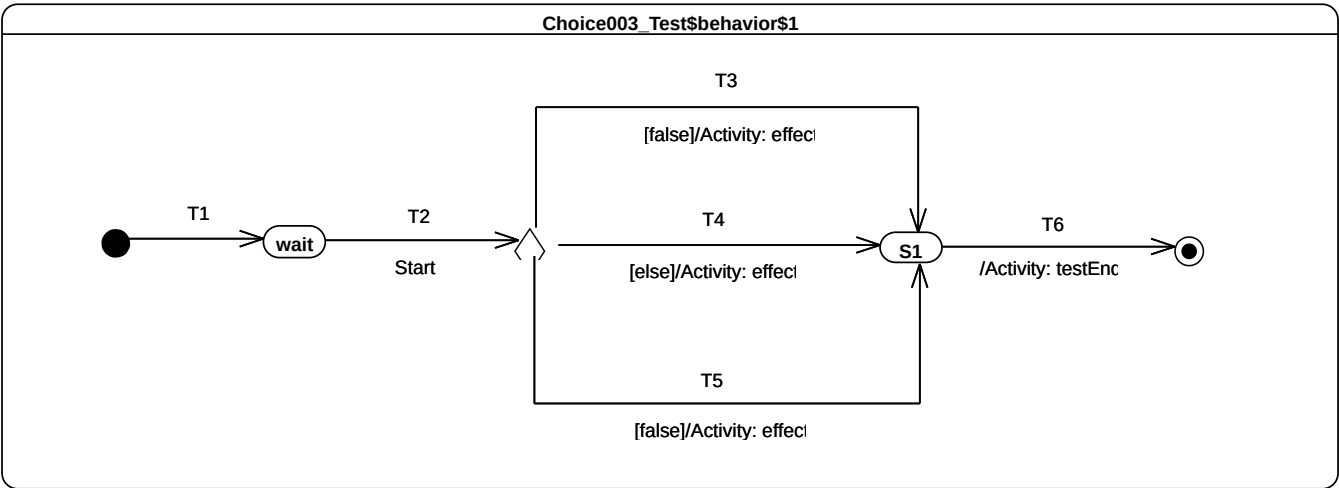 Choice003_Test$behavior$1
T3
[false]/Activity: effect
T1
T2
T4
T6
wait
S1
Start
[else]/Activity: effect
/Activity: testEnd
T5
[false]/Activity: effect